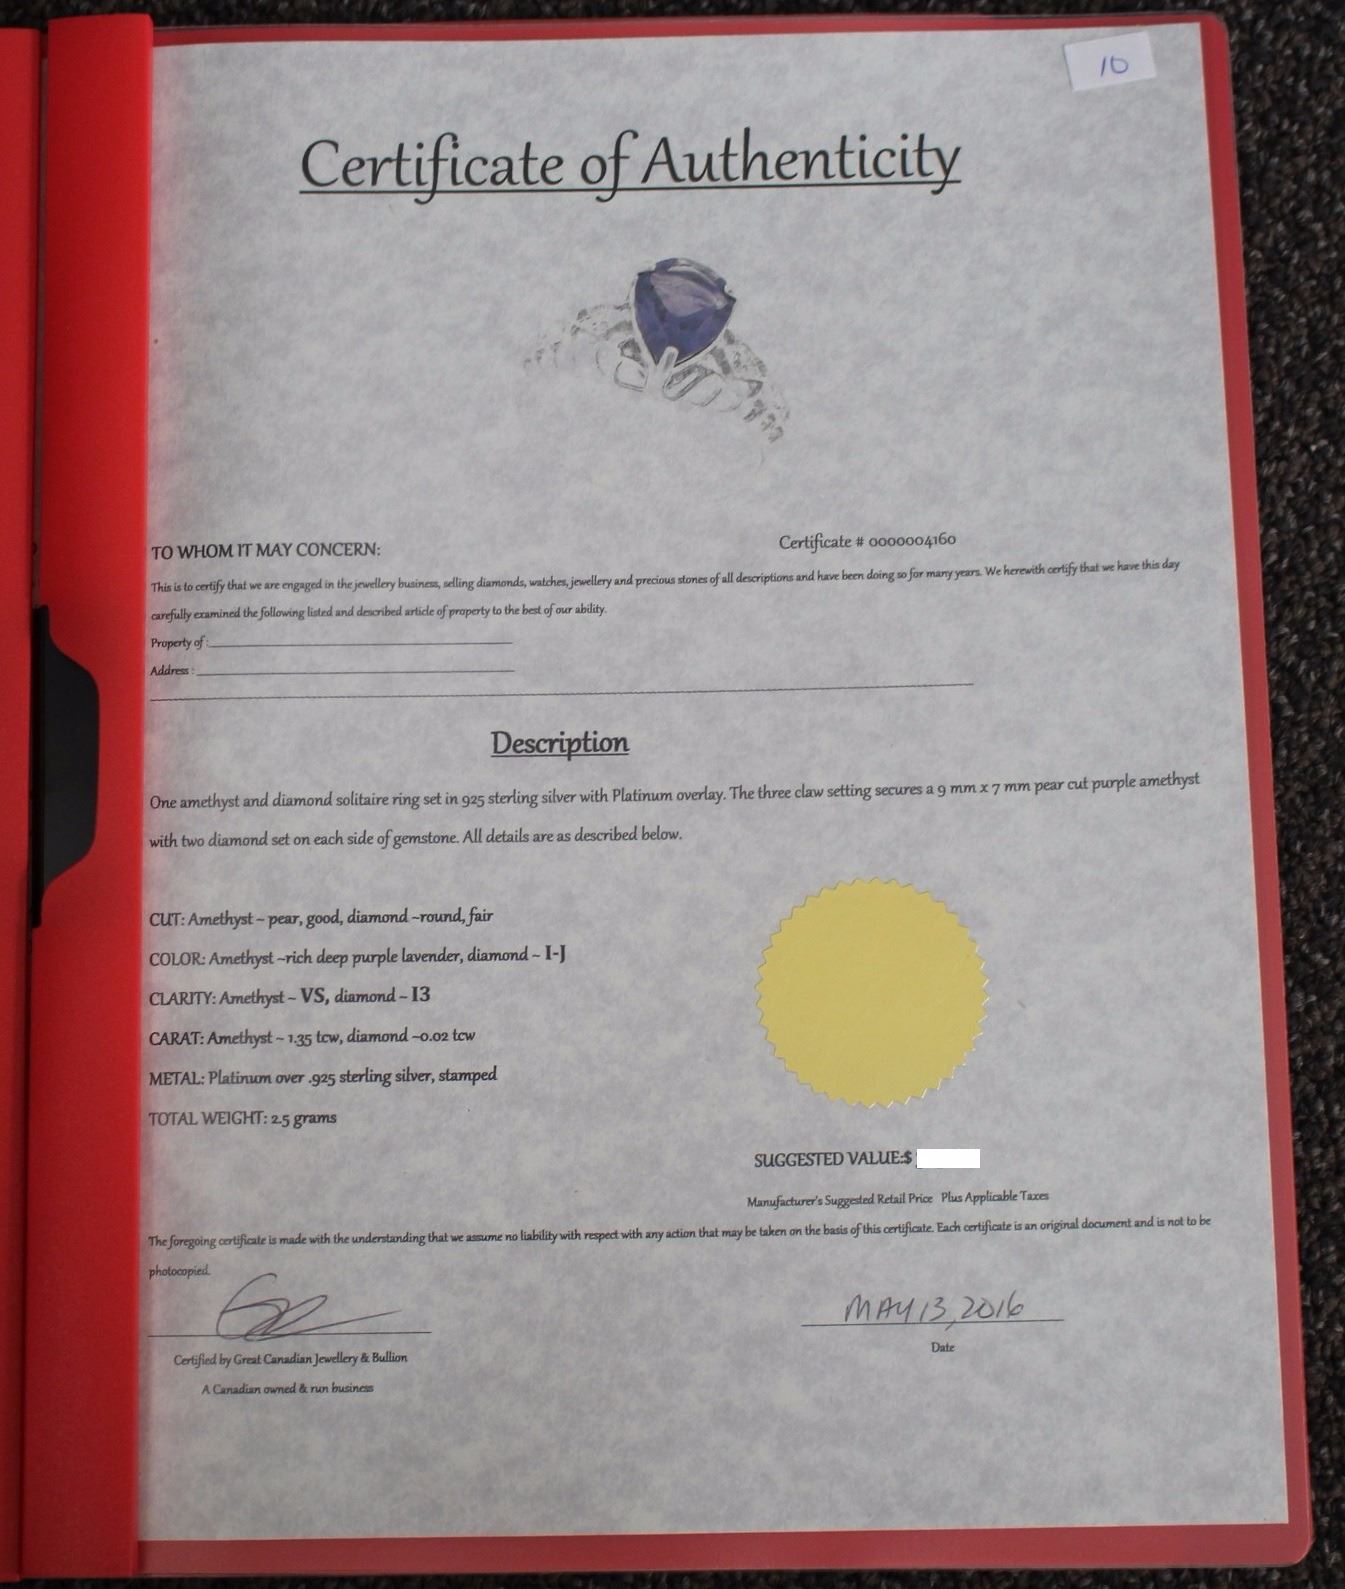 10
Certificate of Authenticity
TO WHOM IT MAY CONCERN:
Certificate # 0000004160
This is to certify that we are engaged in the jewellery business, selling diamonds, watches, jewellery and precious stones of all descriptions and have been doing so for many years. We herewith certify that we have this day
carefully examined the following listed and described article of property to the best of our ability.
Property of :
Address :
Description
One amethyst and diamond solitaire ring set in 925 sterling silver with Platinum overlay. The three claw setting secures a 9 mm x 7 mm pear cut purple amethyst
with two diamond set on each side of gemstone. All details are as described below.
CUT: Amethyst ~ pear, good, diamond ~round, fair
COLOR: Amethyst ~rich deep purple lavender, diamond ~ I-J
CLARITY: Amethyst ~ VS, diamond ~ I3
CARAT: Amethyst ~ 1.35 tcw, diamond ~0.02 tcw
METAL: Platinum over .925 sterling silver, stamped
TOTAL WEIGHT: 2.5 grams
SUGGESTED VALUE:$
Manufacturer's Suggested Retail Price Plus Applicable Taxes
The foregoing certificate is made with the understanding that we assume no liability with respect with any action that may be taken on the basis of this certificate. Each certificate is an original document and is not to be
photocopied.
MAY 13, 2016
Certified by Great Canadian Jewellery & Bullion
Date
A Canadian owned & run business